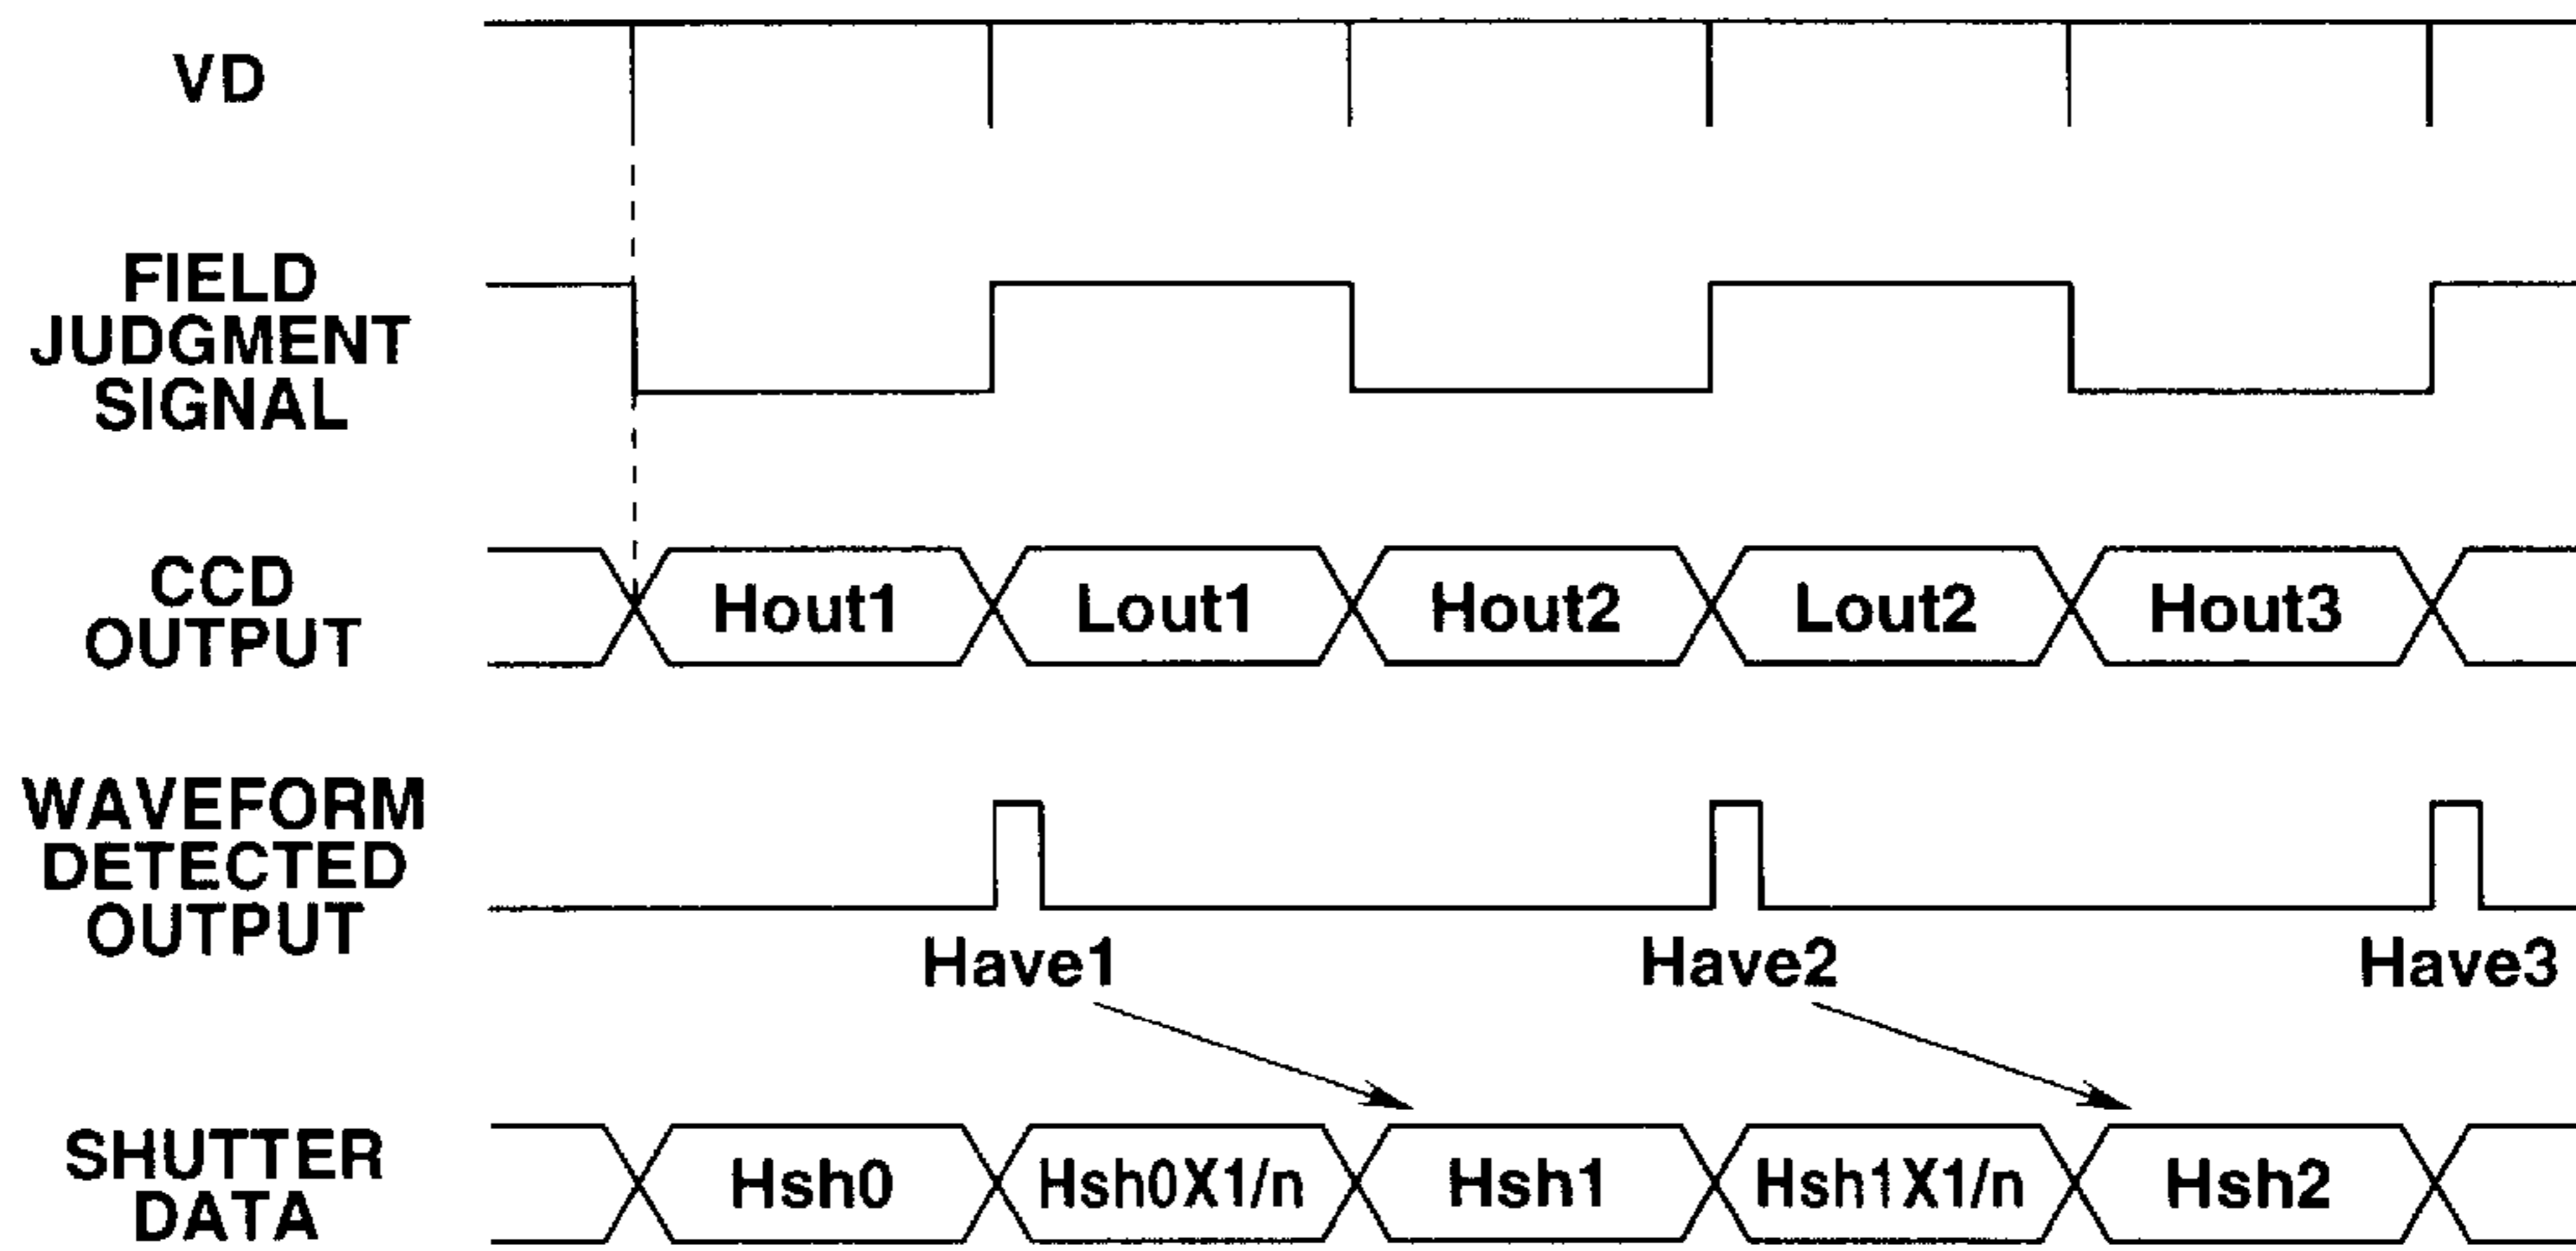 VD
FIELD
JUDGMENT
SIGNAL
CCD
OUTPUT
Hout1
Lout1
Hout2
Lout2
Hout3
WAVEFORM
DETECTED
OUTPUT
Have1
Have2
Have3
SHUTTER
DATA
Hsh0
Hsh0X1/n
Hsh1
Hsh1X1/n
Hsh2